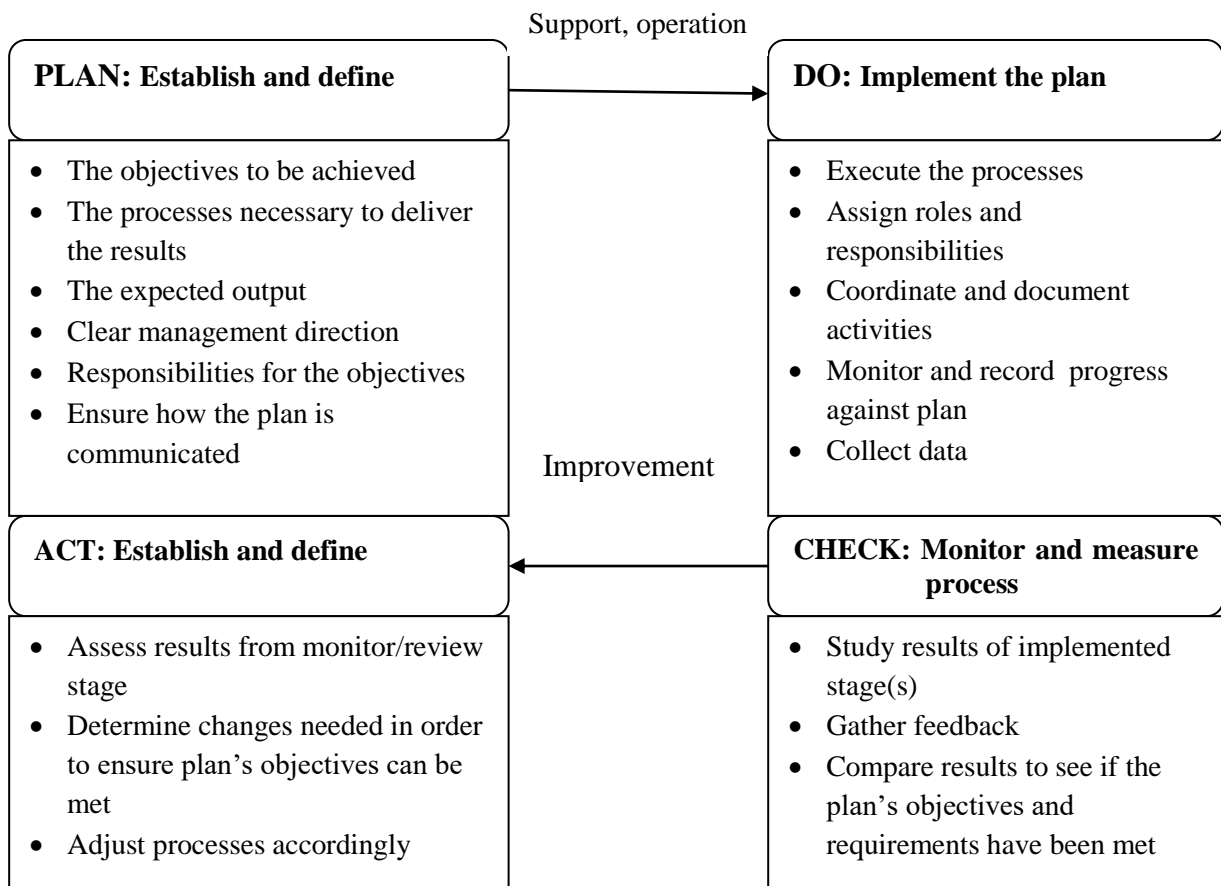 Support, operation
PLAN: Establish and define
• The objectives to be achieved
• The processes necessary to deliver
the results
• The expected output
• Clear management direction
• Responsibilities for the objectives
• Ensure how the plan is
communicated
DO: Implement the plan
• Execute the processes
• Assign roles and
responsibilities
• Coordinate and document
activities
• Monitor and record  progress
against plan
• Collect data
Improvement
ACT: Establish and define
• Assess results from monitor/review
stage
• Determine changes needed in order
to ensure plan’s objectives can be
met
• Adjust processes accordingly
CHECK: Monitor and measure
process
• Study results of implemented
stage(s)
• Gather feedback
• Compare results to see if the
plan’s objectives and
requirements have been met